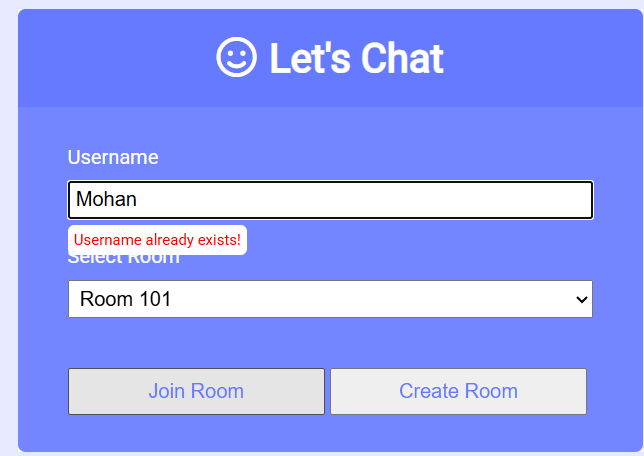 Let's Chat
Username
Mohan
Username already exists!
Select Room
Room 101
Join Room
Create Room